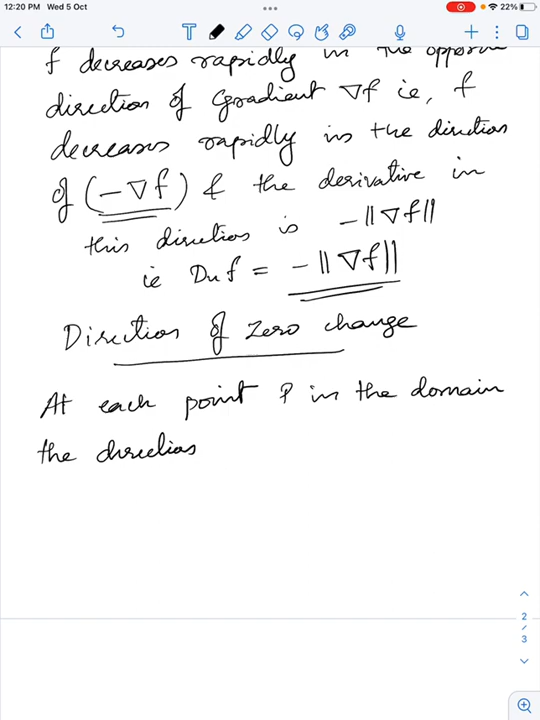 12:20 PM Wed 5 Oct
22%
f decreases rapidly in the opposite
direction of Gradient ∇f ie, f
decreases rapidly in the direction
of (-∇f) & the derivative in
this direction is -||∇f||
ie Duf = -||∇f||
Direction of Zero change
At each point P in the domain
the direction
2
/
3